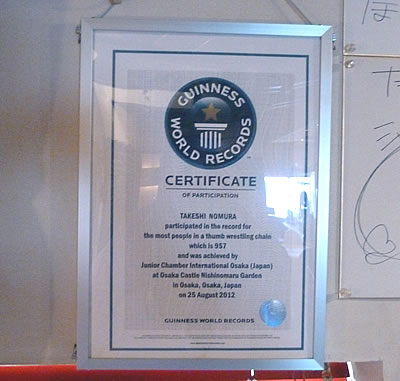 GUINNESS
WORLD RECORDS
CERTIFICATE
OF PARTICIPATION
TAKESHI NOMURA
participated in the record for
the most people in a thumb wrestling chain
which is 957
and was achieved by
Junior Chamber International Osaka (Japan)
at Osaka Castle Nishinomaru Garden
in Osaka, Osaka, Japan
on 25 August 2012
GUINNESS WORLD RECORDS
ほ